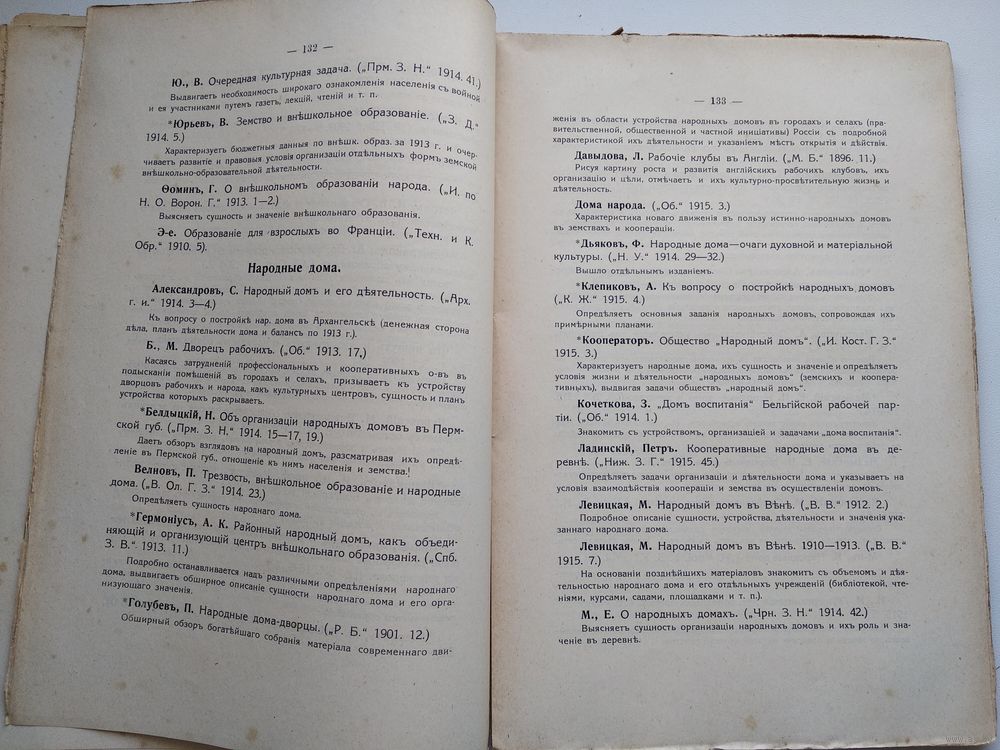 — 132 —
Ю., В. Очередная культурная задача. („Прм. З. Н.“ 1914. 41.)
Выдвигаетъ необходимость широкаго ознакомленія населенія съ войной
и ея участниками путемъ газетъ, лекцій, чтеній и т. п.
*Юрьевъ, В. Земство и внѣшкольное образованіе. („З. Д.“
1914. 5.)
Характеризуетъ бюджетныя данныя по внѣшк. образ. за 1913 г. и очер-
чиваетъ развитіе и правовыя условія организаціи отдѣльныхъ формъ земской
внѣшкольно-образовательной дѣятельности.
Ѳоминъ, Г. О внѣшкольномъ образованіи народа. („И. по
Н. О. Ворон. Г.“ 1913. 1—2.)
Выясняетъ сущность и значеніе внѣшкольнаго образованія.
Э-е. Образованіе для взрослыхъ во Франціи. („Техн. и К.
Обр.“ 1910. 5).
Народные дома.
Александровъ, С. Народный домъ и его дѣятельность. („Арх.
г. и.“ 1914. 3—4.)
Къ вопросу о постройкѣ нар. дома въ Архангельскѣ (денежная сторона
дѣла, планъ дѣятельности дома и балансъ по 1913 г.).
Б., М. Дворецъ рабочихъ. („Об.“ 1913. 17.)
Касаясь затрудненій профессіональныхъ и кооперативныхъ о-въ въ
подысканіи помѣщеній въ городахъ и селахъ, призываетъ къ устройству
дворцовъ рабочихъ и народа, какъ культурныхъ центровъ, сущность и планъ
устройства которыхъ раскрываетъ.
*Белдыцкій, Н. Объ организаціи народныхъ домовъ въ Перм-
ской губ. („Прм. З. Н.“ 1914. 15—17, 19.)
Даетъ обзоръ взглядовъ на народный домъ, разсматривая ихъ опредѣ-
леніе въ Пермской губ., отношеніе къ нимъ населенія и земства.
Велновъ, П. Трезвость, внѣшкольное образованіе и народные
дома. („В. Ол. Г. З.“ 1914. 23.)
Опредѣляетъ сущность народнаго дома.
*Гермоніусъ, А. К. Районный народный домъ, какъ объеди-
няющій и организующій центръ внѣшкольнаго образованія. („Спб.
З. В.“ 1913. 11.)
Подробно останавливается надъ различными опредѣленіями народнаго
дома, выдвигаетъ обширное описаніе сущности народнаго дома и его орга-
низующаго значенія.
*Голубевъ, П. Народные дома-дворцы. („Р. Б.“ 1901. 12.)
Обширный обзоръ богатѣйшаго собранія матеріала современнаго дви-
— 133 —
женія въ области устройства народныхъ домовъ въ городахъ и селахъ (пра-
вительственной, общественной и частной иниціативы) Россіи съ подробной
характеристикой ихъ дѣятельности и указаніемъ мѣстъ открытія и дѣйствія.
Давыдова, Л. Рабочіе клубы въ Англіи. („М. Б.“ 1896. 11.)
Рисуя картину роста и развитія англійскихъ рабочихъ клубовъ, ихъ
организацію и цѣли, отмѣчаетъ и ихъ культурно-просвѣтительную жизнь и
дѣятельность.
Дома народа. („Об.“ 1915. 3.)
Характеристика новаго движенія въ пользу истинно-народныхъ домовъ
въ земствахъ и кооперации.
*Дьяковъ, Ф. Народные дома—очаги духовной и матеріальной
культуры. („Н. У.“ 1914. 29—32.)
Вышло отдѣльнымъ изданіемъ.
*Клепиковъ, А. Къ вопросу о постройкѣ народныхъ домовъ
(„К. Ж.“ 1915. 4.)
Опредѣляетъ основныя заданія народныхъ домовъ, сопровождая ихъ
примѣрными планами.
*Кооператоръ. Общество „Народный домъ“. („И. Кост. Г. З.“
1915. 3.)
Характеризуетъ народные дома, ихъ сущность и значеніе и опредѣляетъ
условія жизни и дѣятельности „народныхъ домовъ“ (земскихъ и коопера-
тивныхъ), выдвигая задачи обществъ „народный домъ“.
Кочеткова, З. „Домъ воспитанія“ Бельгійской рабочей пар-
тіи. („Об.“ 1914. 1.)
Знакомитъ съ устройствомъ, организаціей и задачами „дома воспитанія“.
Ладинскій, Петръ. Кооперативные народные дома въ де-
ревнѣ. („Ниж. З. Г.“ 1915. 45.)
Опредѣляетъ задачи организаціи и дѣятельности дома и указываетъ на
условія взаимодѣйствія коопераціи и земства въ осуществленіи домовъ.
Левицкая, М. Народный домъ въ Вѣнѣ. („В. В.“ 1912. 2.)
Подробное описаніе сущности, устройства, дѣятельности и значенія ука-
заннаго народнаго дома.
Левицкая, М. Народный домъ въ Вѣнѣ. 1910—1913. („В. В.“
1915. 7.)
На основаніи позднѣйшихъ матеріаловъ знакомитъ съ объемомъ и дѣя-
тельностью народнаго дома и его отдѣльныхъ учрежденій (библіотекой, чте-
ніями, курсами, садами, площадками и т. п.).
М., Е. О народныхъ домахъ. („Чрн. З. Н.“ 1914. 42.)
Выясняетъ сущность организаціи народныхъ домовъ и ихъ роль и зна-
ченіе въ деревнѣ.